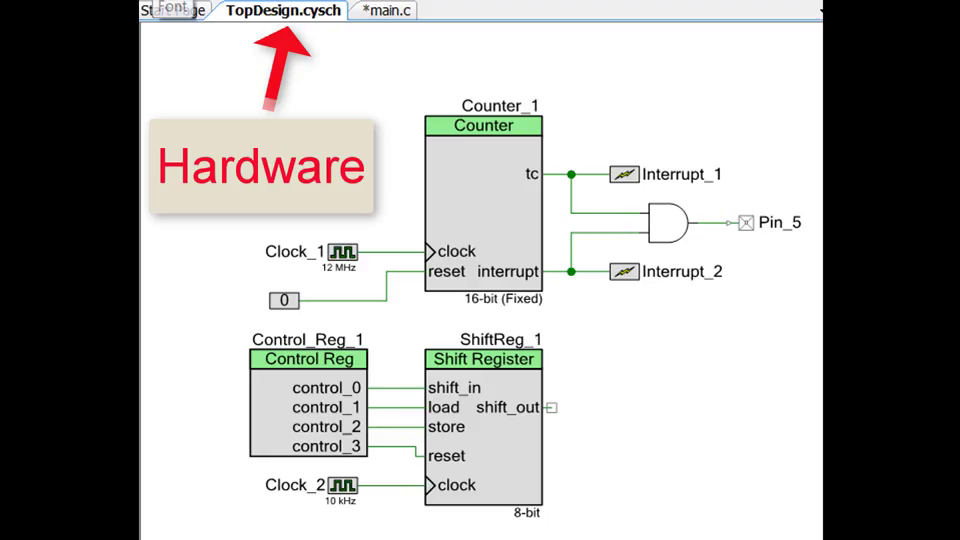 Start Page
Font
TopDesign.cysch
*main.c
Hardware
Counter_1
Counter
tc
Interrupt_1
Pin_5
Clock_1
12 MHz
clock
reset
interrupt
Interrupt_2
0
16-bit (Fixed)
Control_Reg_1
Control Reg
control_0
control_1
control_2
control_3
ShiftReg_1
Shift Register
shift_in
load
shift_out
store
reset
Clock_2
10 kHz
clock
8-bit